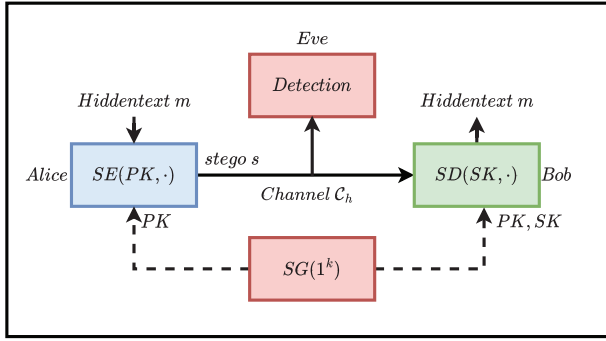 Eve
Detection
Hiddentext m
Hiddentext m
Alice
SE(PK, ·)
stego s
Channel 𝒞ₕ
SD(SK, ·)
Bob
PK
PK, SK
SG(1ᵏ)